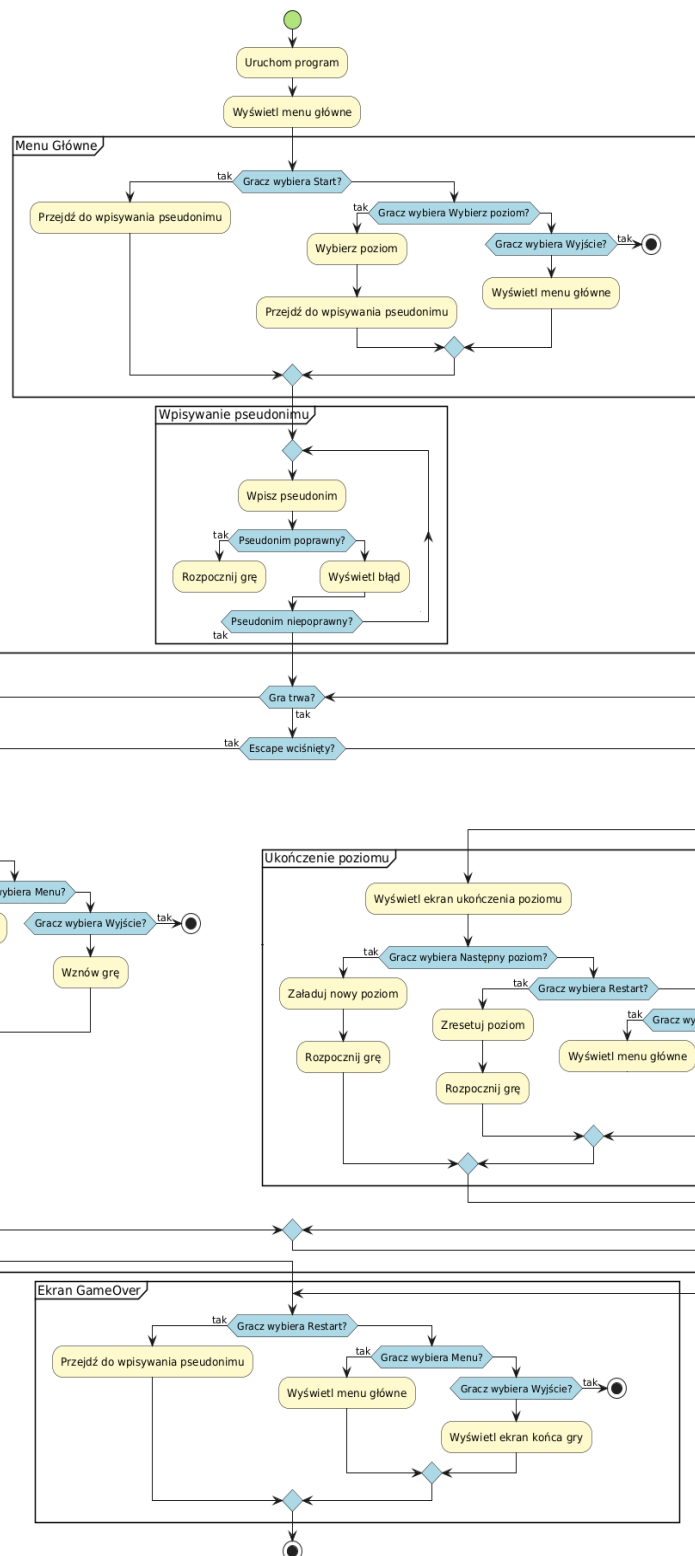 Uruchom program
Wyświetl menu główne
Menu Główne
tak
Gracz wybiera Start?
Przejdź do wpisywania pseudonimu
tak
Gracz wybiera Wybierz poziom?
Wybierz poziom
Gracz wybiera Wyjście?
tak
Wyświetl menu główne
Przejdź do wpisywania pseudonimu
Wpisywanie pseudonimu
Wpisz pseudonim
tak
Pseudonim poprawny?
Rozpocznij grę
Wyświetl błąd
Pseudonim niepoprawny?
tak
Gra trwa?
tak
tak
Escape wciśnięty?
Ukończenie poziomu
ybiera Menu?
Wyświetl ekran ukończenia poziomu
Gracz wybiera Wyjście?
tak
tak
Gracz wybiera Następny poziom?
Wznów grę
Załaduj nowy poziom
tak
Gracz wybiera Restart?
Zresetuj poziom
tak
Gracz wy
Rozpocznij grę
Wyświetl menu główne
Rozpocznij grę
Ekran GameOver
tak
Gracz wybiera Restart?
Przejdź do wpisywania pseudonimu
tak
Gracz wybiera Menu?
Wyświetl menu główne
Gracz wybiera Wyjście?
tak
Wyświetl ekran końca gry